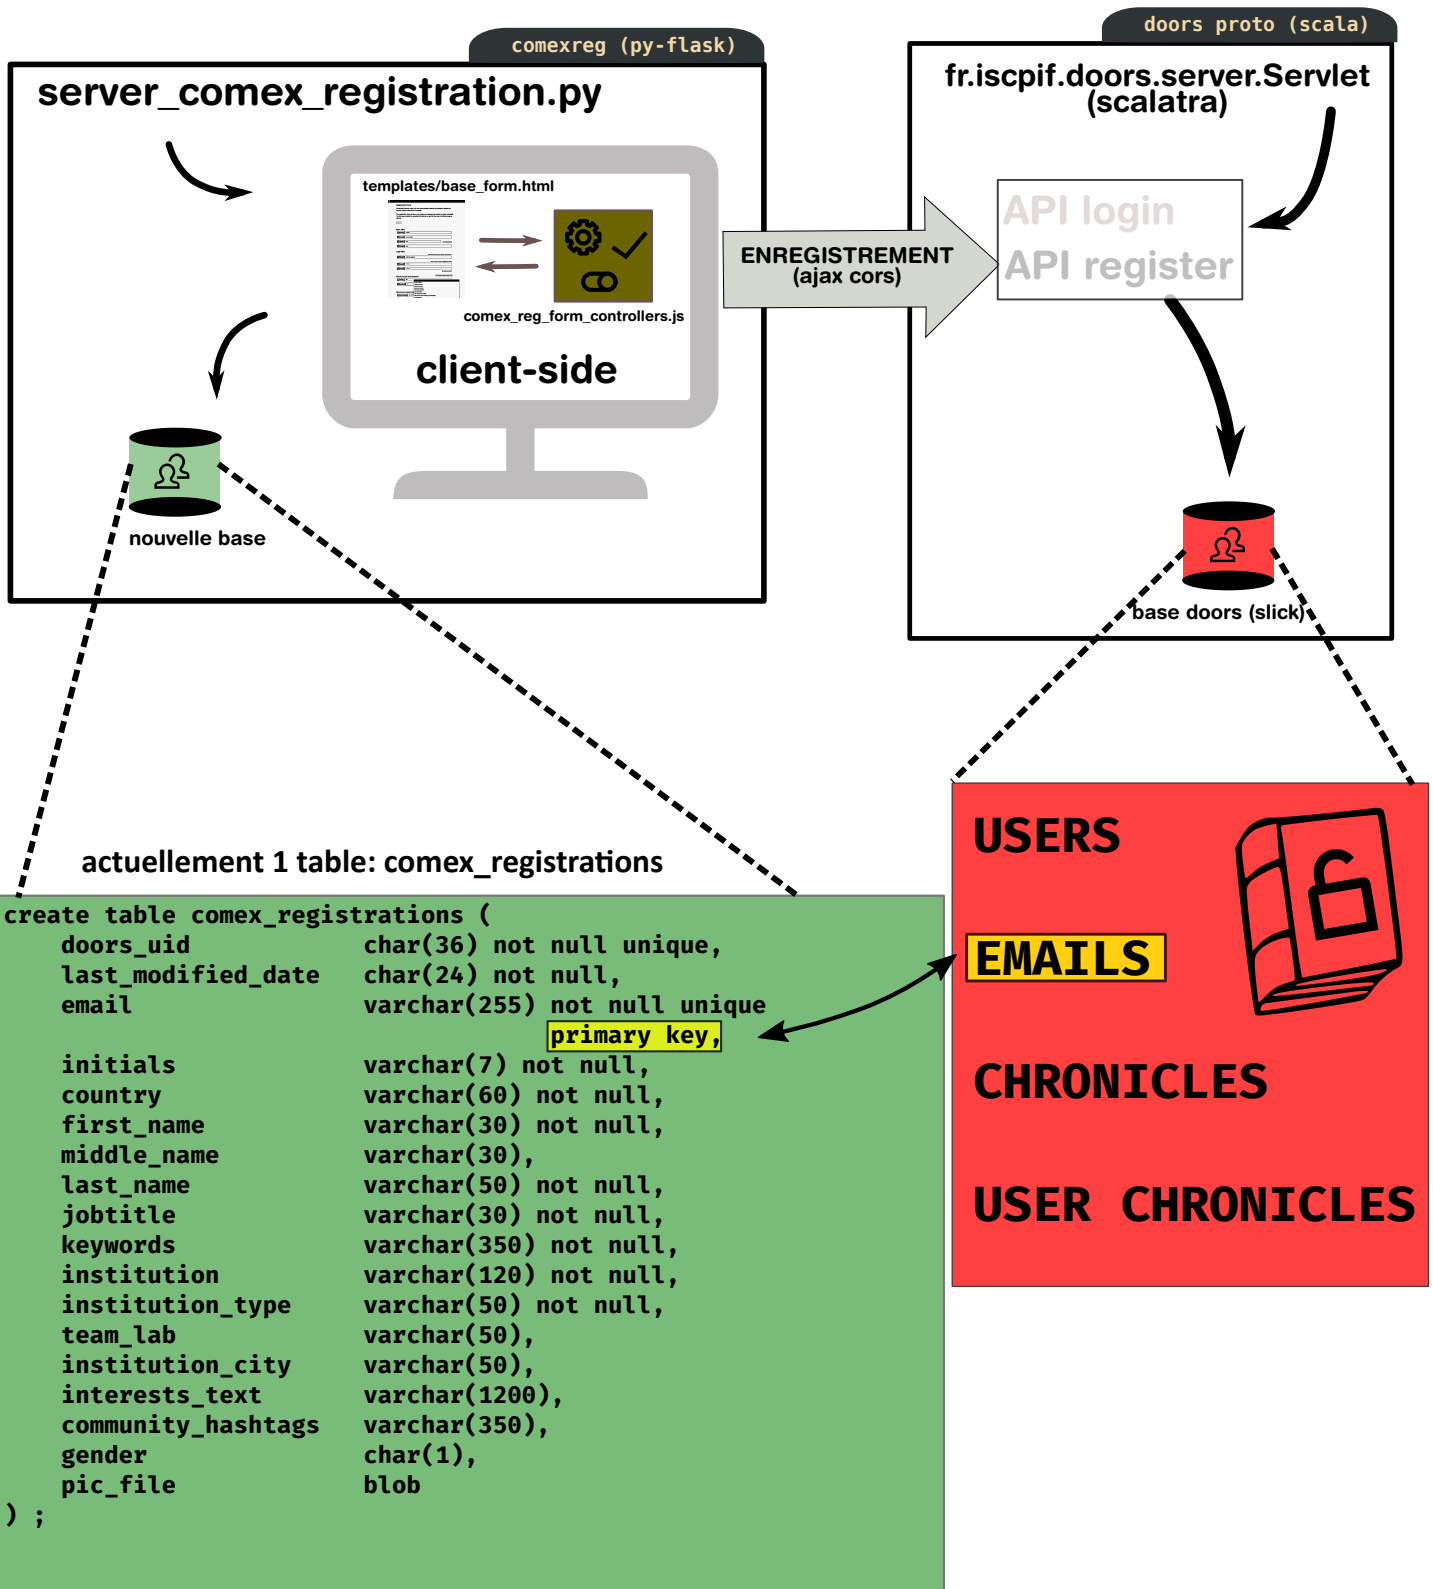 comexreg (py-flask)
server_comex_registration.py
templates/base_form.html
comex_reg_form_controllers.js
client-side
nouvelle base
ENREGISTREMENT
(ajax cors)
doors proto (scala)
fr.iscpif.doors.server.Servlet
(scalatra)
API login
API register
base doors (slick)
actuellement 1 table: comex_registrations
create table comex_registrations (
doors_uid char(36) not null unique,
last_modified_date char(24) not null,
email varchar(255) not null unique
primary key,
initials varchar(7) not null,
country varchar(60) not null,
first_name varchar(30) not null,
middle_name varchar(30),
last_name varchar(50) not null,
jobtitle varchar(30) not null,
keywords varchar(350) not null,
institution varchar(120) not null,
institution_type varchar(50) not null,
team_lab varchar(50),
institution_city varchar(50),
interests_text varchar(1200),
community_hashtags varchar(350),
gender char(1),
pic_file blob
) ;
USERS
EMAILS
CHRONICLES
USER CHRONICLES